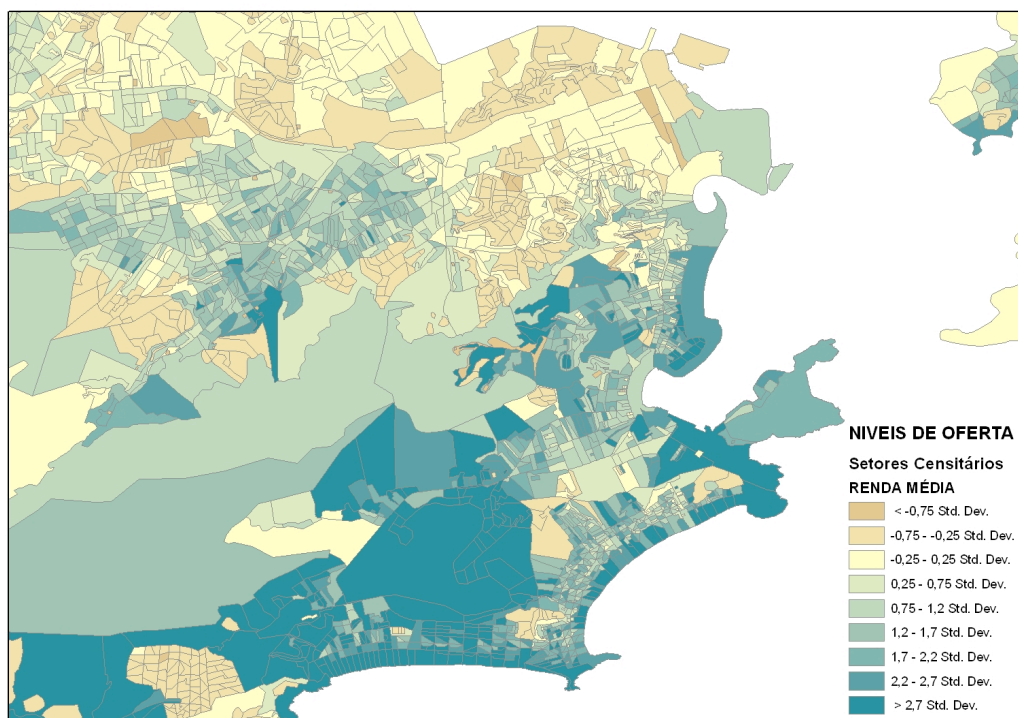 NIVEIS DE OFERTA
Setores Censitários
RENDA MÉDIA
< -0,75 Std. Dev.
-0,75 - -0,25 Std. Dev.
-0,25 - 0,25 Std. Dev.
0,25 - 0,75 Std. Dev.
0,75 - 1,2 Std. Dev.
1,2 - 1,7 Std. Dev.
1,7 - 2,2 Std. Dev.
2,2 - 2,7 Std. Dev.
> 2,7 Std. Dev.